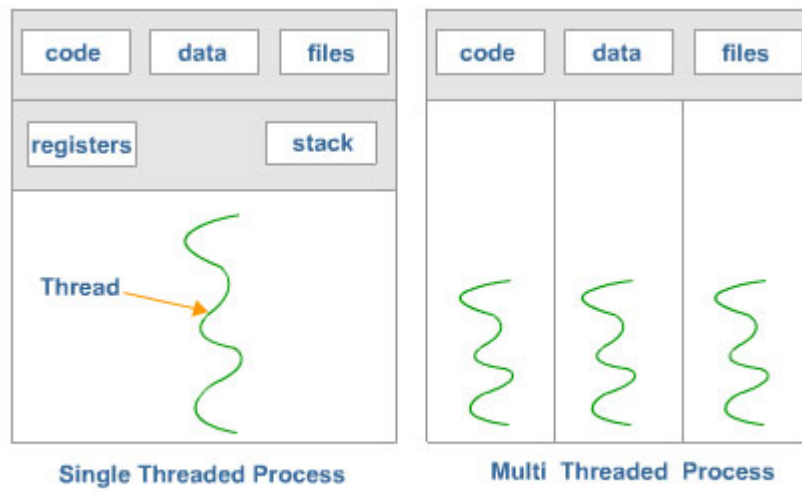 code data files
registers stack
Thread
Single Threaded Process
code data files
Multi Threaded Process